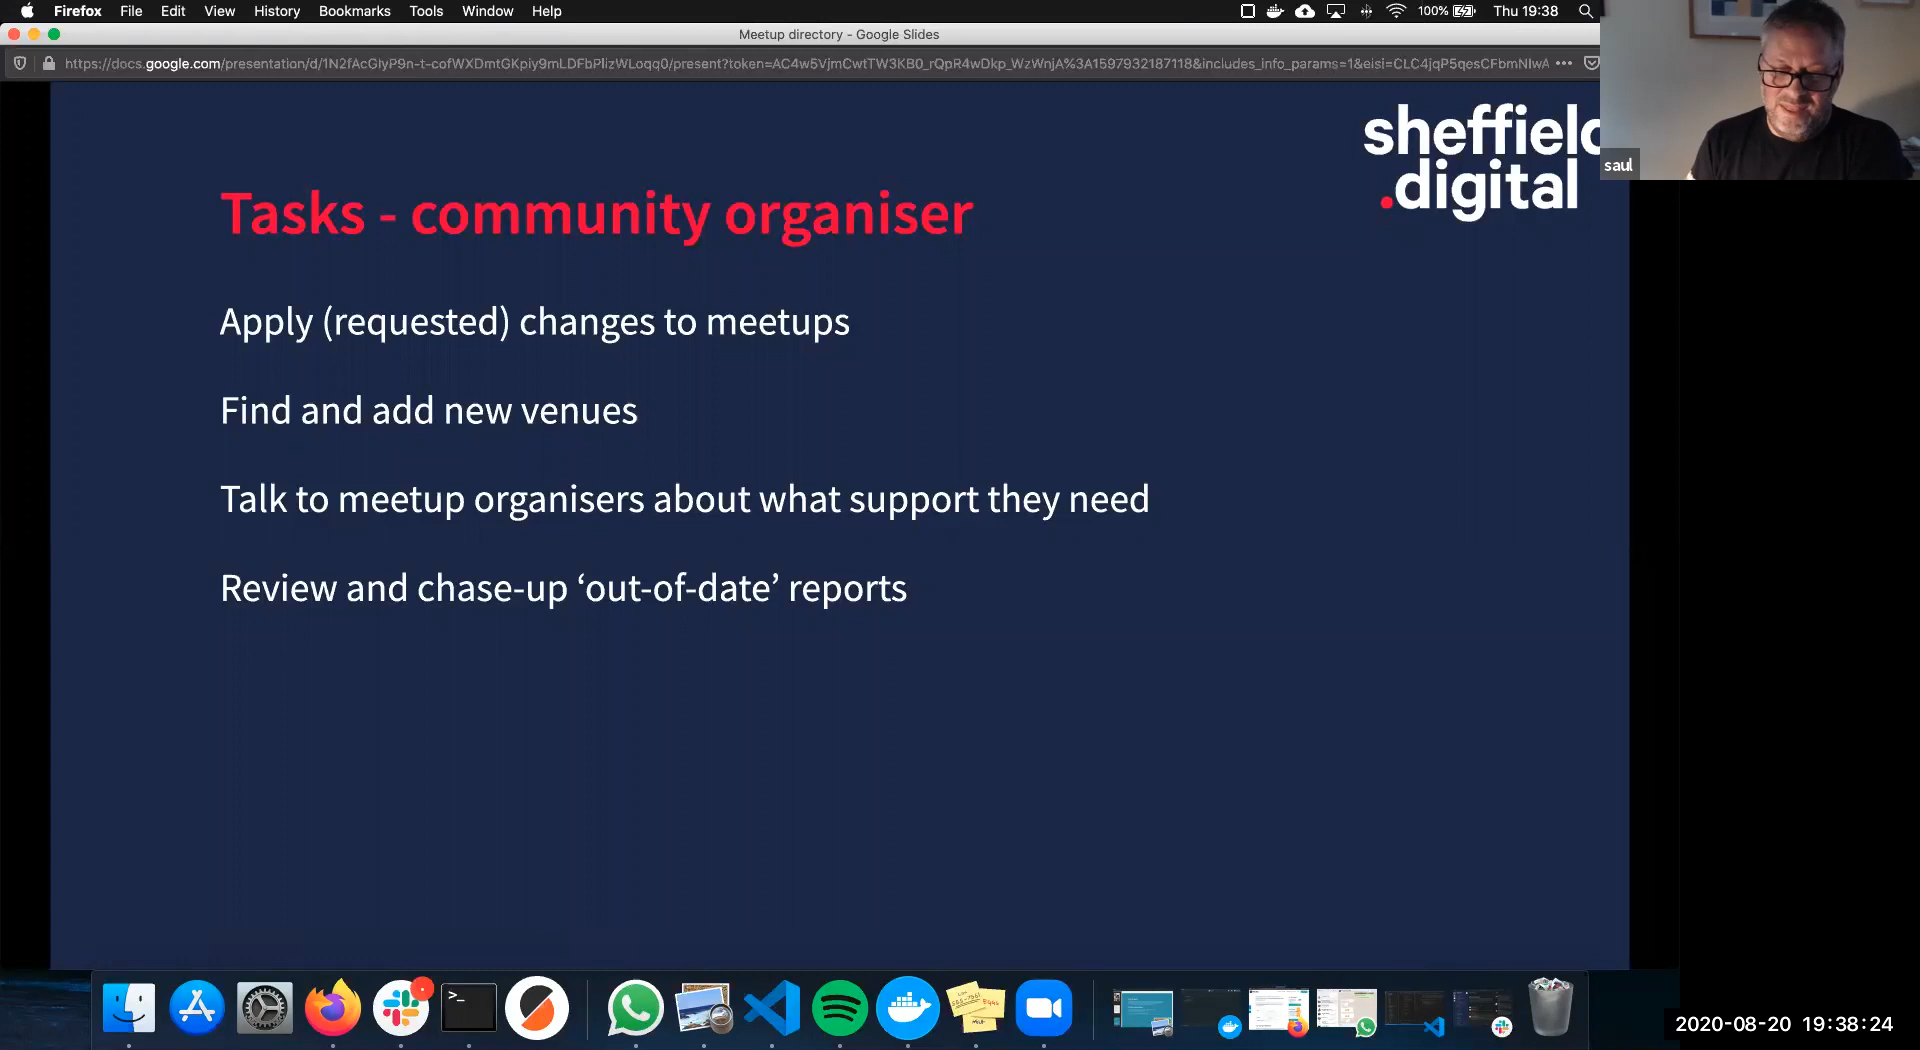 Firefox File Edit View History Bookmarks Tools Window Help
100% Thu 19:38
Meetup directory - Google Slides
https://docs.google.com/presentation/d/1N2fAcGlyP9n-t-cofWXDmtGKpiy9mLDFbPlizWLoqq0/present?token=AC4w5VjmCwtTW3KB0_rQpR4wDkp_WzWnjA%3A1597932187118&includes_info_params=1&eisi=CLC4jqP5qesCFbmNlwA
sheffield
.digital
saul
Tasks - community organiser
Apply (requested) changes to meetups
Find and add new venues
Talk to meetup organisers about what support they need
Review and chase-up ‘out-of-date’ reports
2020-08-20 19:38:24